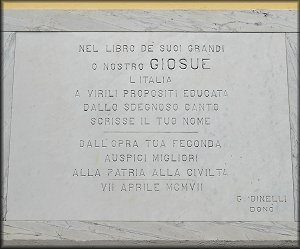 NEL LIBRO DE' SUOI GRANDI
O NOSTRO GIOSUE
L'ITALIA
A VIRILI PROPOSITI EDUCATA
DALLO SDEGNOSO CANTO
SCRISSE IL TUO NOME
DALL'OPRA TUA FECONDA
AUSPICI MIGLIORI
ALLA PATRIA ALLA CIVILTÀ
VII APRILE MCMVII
G. DINELLI
DONÒ